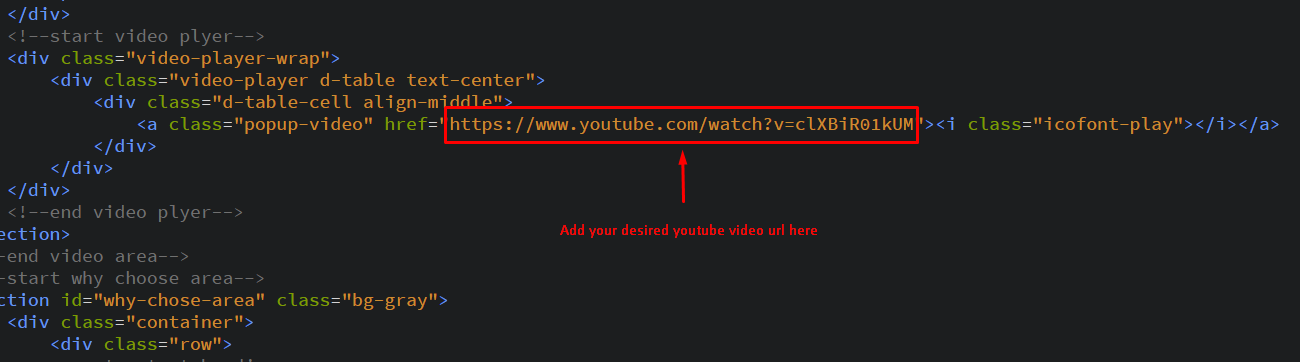 </div>
<!--start video plyer-->
<div class="video-player-wrap">
<div class="video-player d-table text-center">
<div class="d-table-cell align-middle">
<a class="popup-video" href="https://www.youtube.com/watch?v=clXBiR01kUM"><i class="icofont-play"></i></a>
</div>
</div>
</div>
<!--end video plyer-->
Add your desired youtube video url here
ection>
-end video area-->
-start why choose area-->
ction id="why-chose-area" class="bg-gray">
<div class="container">
<div class="row">